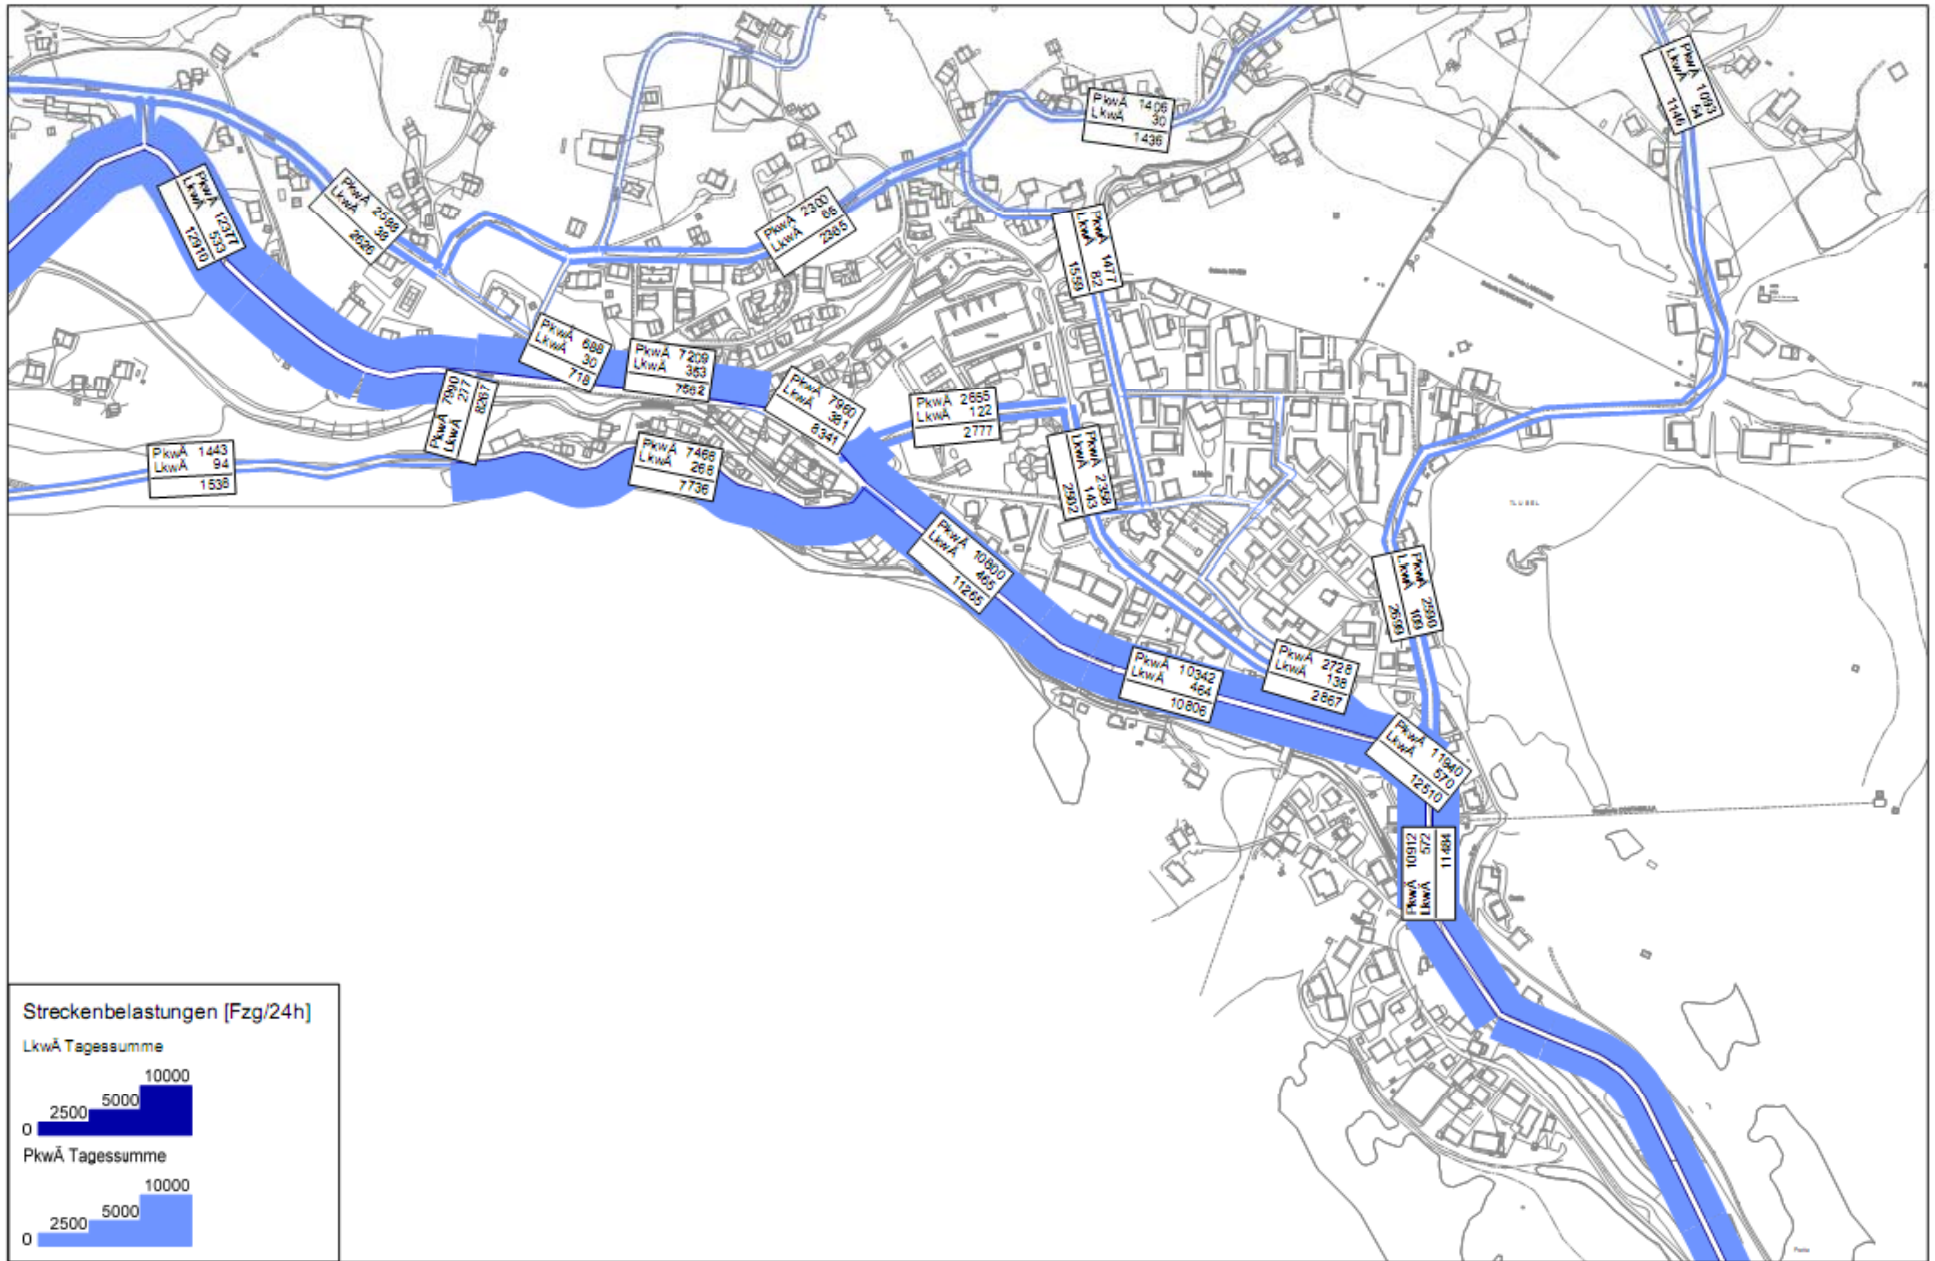 PkwÄ 1093
LkwÄ 54
1146
PkwÄ 1406
LkwÄ 30
1436
PkwÄ 12377
LkwÄ 533
12910
PkwÄ 2588
LkwÄ 38
2626
PkwÄ 2300
LkwÄ 65
2365
PkwÄ 1477
LkwÄ 82
1559
PkwÄ 688
LkwÄ 30
718
PkwÄ 7209
LkwÄ 353
7562
PkwÄ 7990
LkwÄ 277
8267
PkwÄ 7960
LkwÄ 381
8341
PkwÄ 2655
LkwÄ 122
2777
PkwÄ 1443
LkwÄ 94
1538
PkwÄ 7468
LkwÄ 268
7736
PkwÄ 2358
LkwÄ 143
2502
PkwÄ 10800
LkwÄ 465
11265
PkwÄ 2590
LkwÄ 109
2699
PkwÄ 10342
LkwÄ 464
10806
PkwÄ 2728
LkwÄ 138
2867
PkwÄ 11940
LkwÄ 570
12510
PkwÄ 10912
LkwÄ 572
11484
Streckenbelastungen [Fzg/24h]
LkwÄ Tagessumme
0 2500 5000 10000
PkwÄ Tagessumme
0 2500 5000 10000